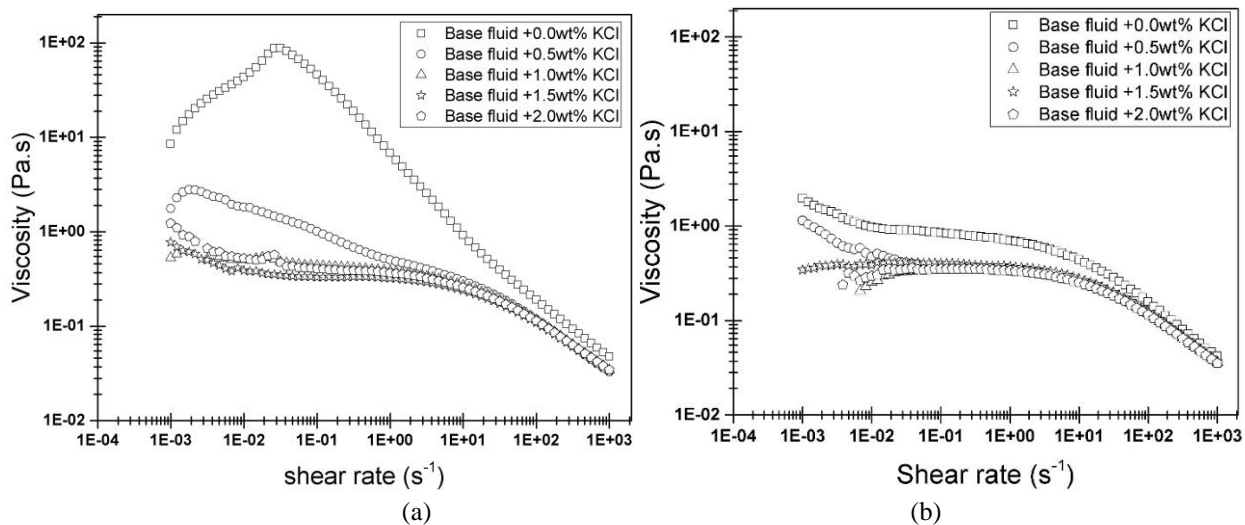 1E+02
1E+01
1E+00
1E-01
1E-02
Viscosity (Pa.s)
Base fluid +0.0wt% KCl
Base fluid +0.5wt% KCl
Base fluid +1.0wt% KCl
Base fluid +1.5wt% KCl
Base fluid +2.0wt% KCl
1E-04 1E-03 1E-02 1E-01 1E+00 1E+01 1E+02 1E+03
shear rate (s⁻¹)
(a)
1E+02
1E+01
1E+00
1E-01
1E-02
Viscosity (Pa.s)
Base fluid +0.0wt% KCl
Base fluid +0.5wt% KCl
Base fluid +1.0wt% KCl
Base fluid +1.5wt% KCl
Base fluid +2.0wt% KCl
1E-04 1E-03 1E-02 1E-01 1E+00 1E+01 1E+02 1E+03
Shear rate (s⁻¹)
(b)